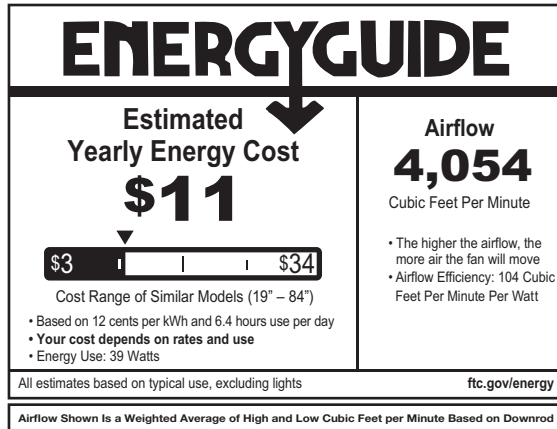 ENERGYGUIDE
Estimated
Yearly Energy Cost
$11
$3
$34
Cost Range of Similar Models (19” – 84”)
• Based on 12 cents per kWh and 6.4 hours use per day
• Your cost depends on rates and use
• Energy Use: 39 Watts
Airflow
4,054
Cubic Feet Per Minute
• The higher the airflow, the
more air the fan will move
• Airflow Efficiency: 104 Cubic
Feet Per Minute Per Watt
All estimates based on typical use, excluding lights
ftc.gov/energy
Airflow Shown Is a Weighted Average of High and Low Cubic Feet per Minute Based on Downrod